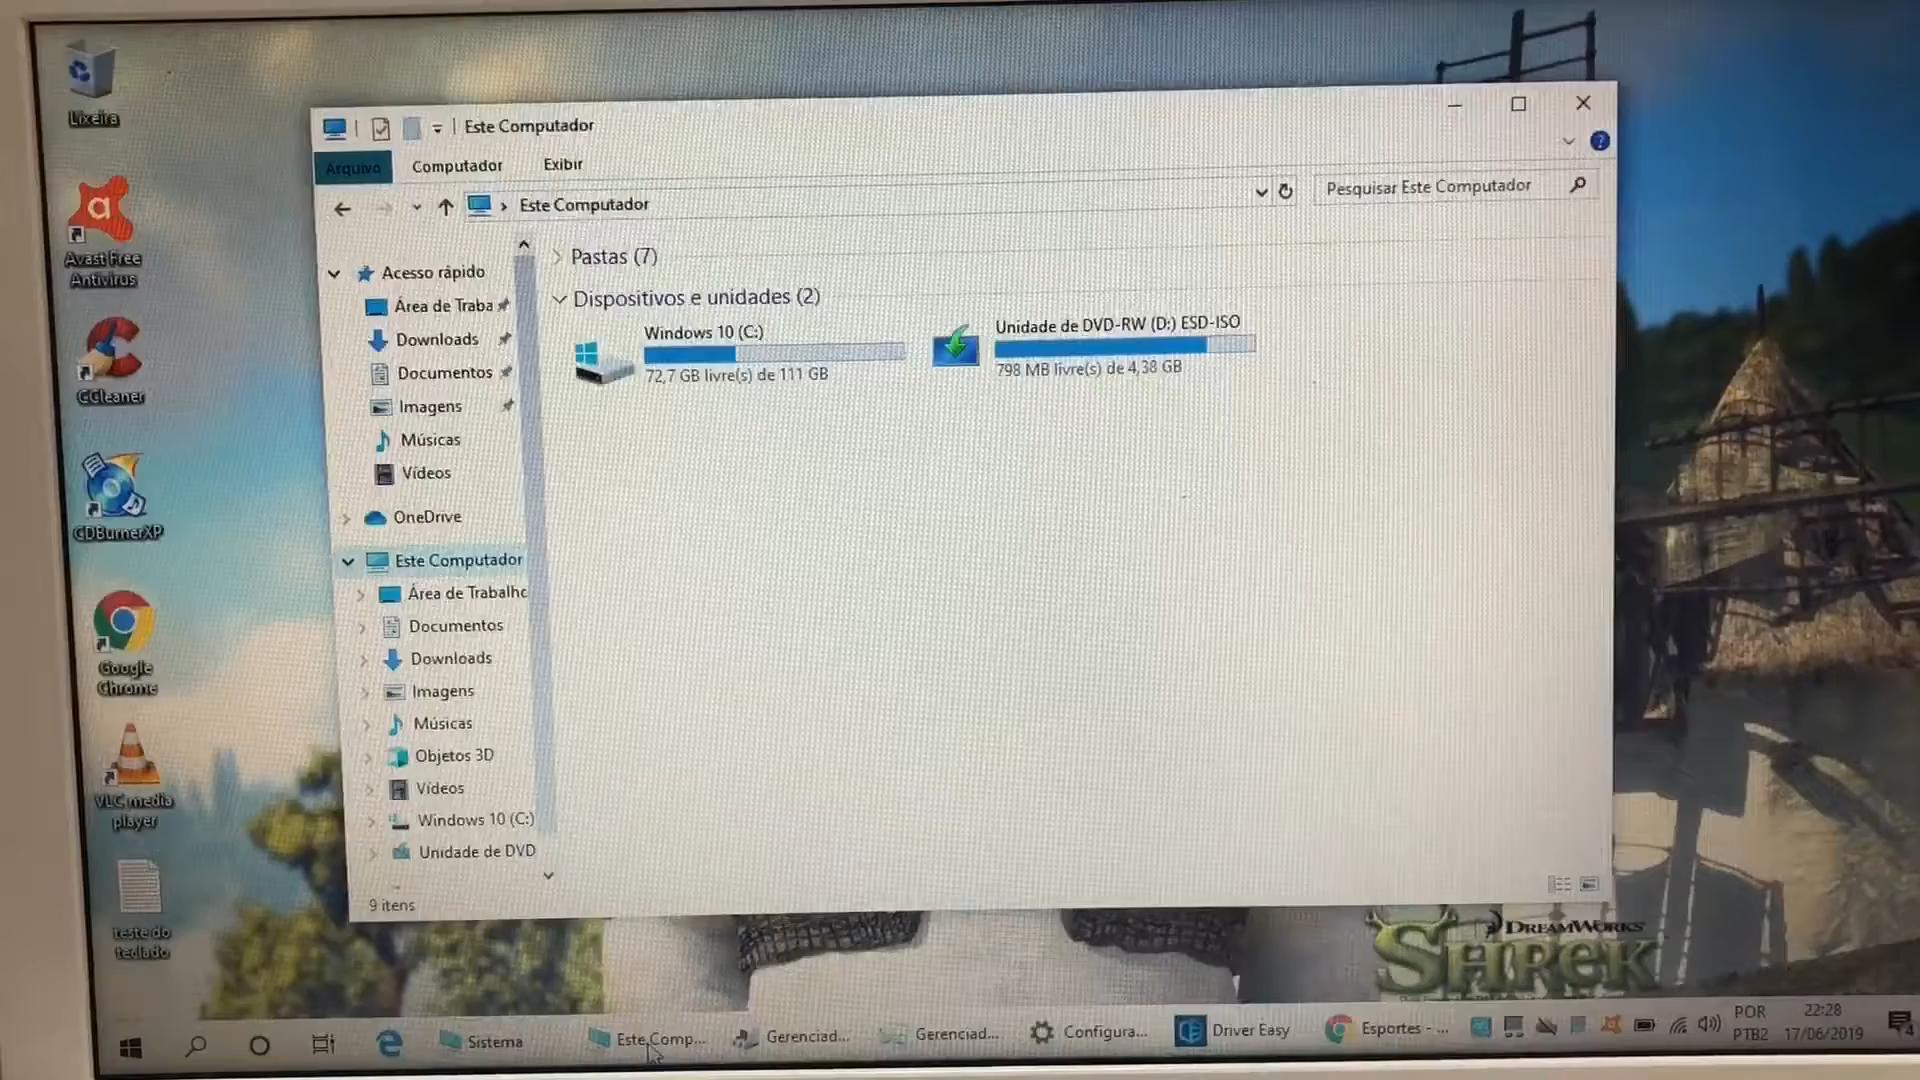 Lixeira
Avast Free
Antivirus
CCleaner
CDBurnerXP
Google
Chrome
VLC media
player
teste do
teclado
Este Computador
Arquivo
Computador
Exibir
Este Computador
Pesquisar Este Computador
Acesso rápido
Área de Traba
Downloads
Documentos
Imagens
Músicas
Vídeos
OneDrive
Este Computador
Área de Trabalho
Documentos
Downloads
Imagens
Músicas
Objetos 3D
Vídeos
Windows 10 (C:)
Unidade de DVD
9 itens
Pastas (7)
Dispositivos e unidades (2)
Windows 10 (C:)
72,7 GB livre(s) de 111 GB
Unidade de DVD-RW (D:) ESD-ISO
798 MB livre(s) de 4,38 GB
DREAMWORKS
SHREK
Sistema
Este Comp...
Gerenciad...
Gerenciad...
Configura...
Driver Easy
Esportes - ...
POR
PTB2
22:28
17/06/2019
4